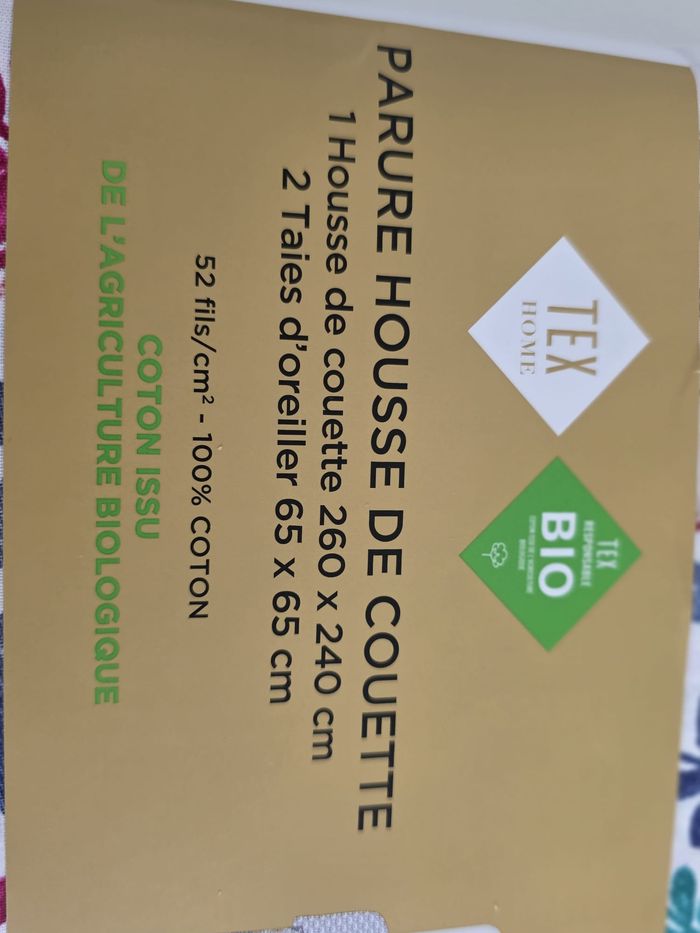 TEX
HOME
TEX
RESPONSABLE
BIO
PARURE HOUSSE DE COUETTE
1 Housse de couette 260 x 240 cm
2 Taies d'oreiller 65 x 65 cm
52 fils/cm² - 100% COTON
COTON ISSU
DE L'AGRICULTURE BIOLOGIQUE